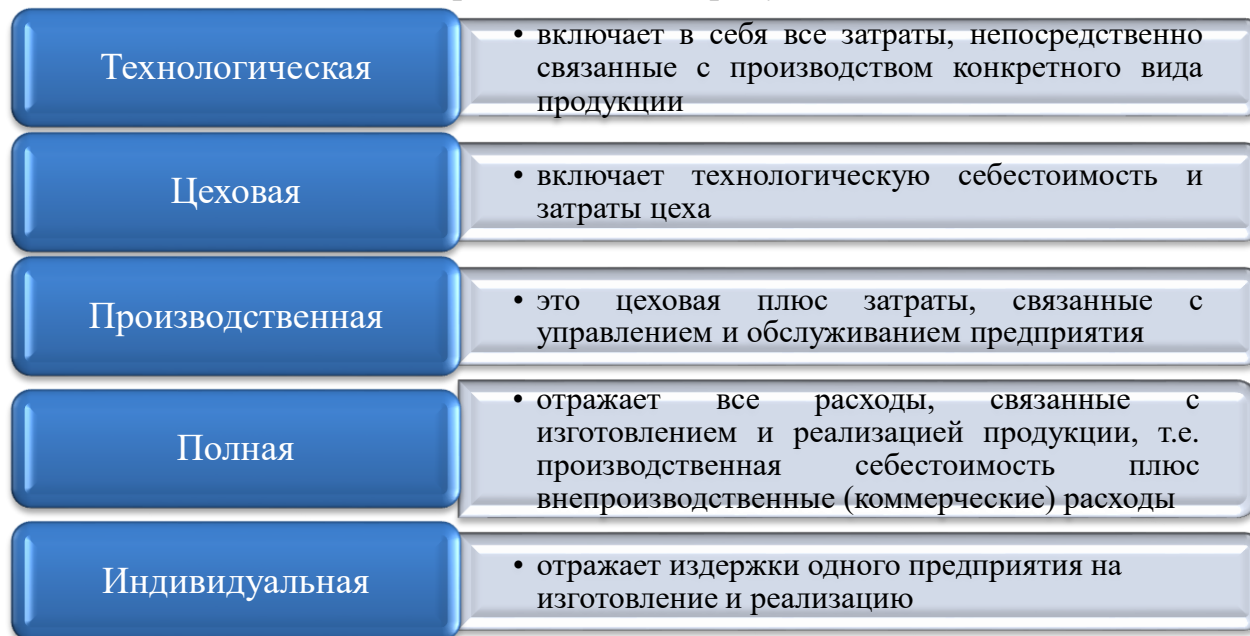 Технологическая
• включает в себя все затраты, непосредственно
связанные с производством конкретного вида
продукции
Цеховая
• включает технологическую себестоимость и
затраты цеха
Производственная
• это цеховая плюс затраты, связанные с
управлением и обслуживанием предприятия
Полная
• отражает все расходы, связанные с
изготовлением и реализацией продукции, т.е.
производственная себестоимость плюс
внепроизводственные (коммерческие) расходы
Индивидуальная
• отражает издержки одного предприятия на
изготовление и реализацию